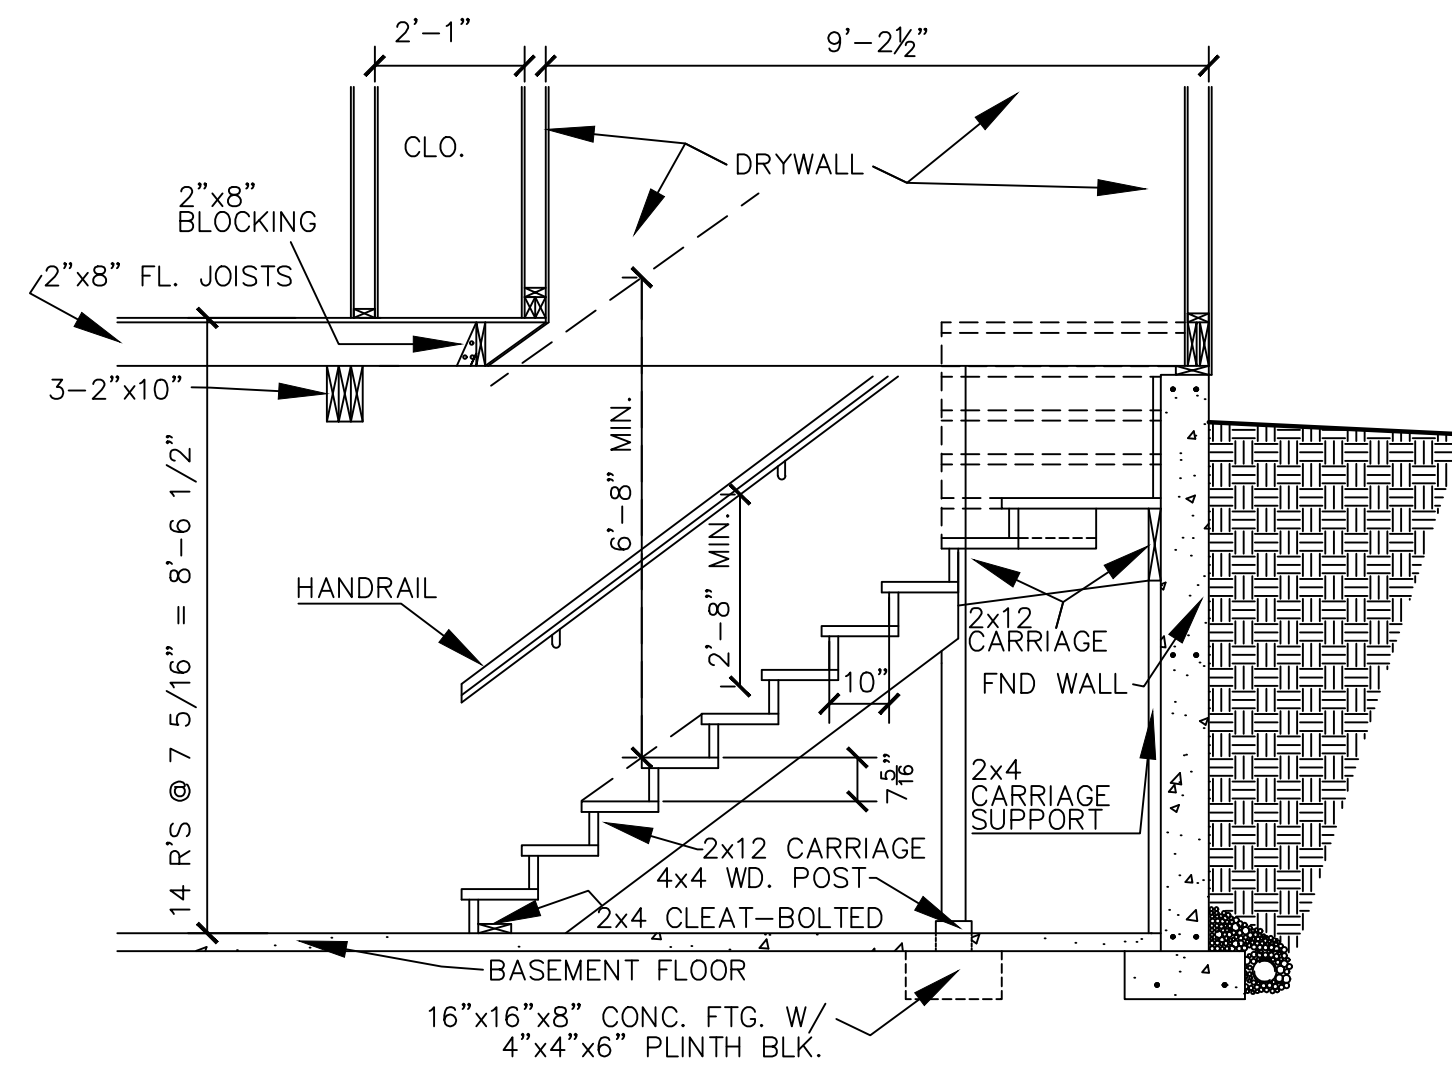 2'-1"
9'-2½"
CLO.
DRYWALL
2"x8"
BLOCKING
2"x8" FL. JOISTS
3-2"x10"
14 R'S @ 7 5/16" = 8'-6 1/2"
6'-8" MIN.
2'-8" MIN.
HANDRAIL
10"
7 5/16"
2x12
CARRIAGE
FND WALL
2x4
CARRIAGE
SUPPORT
2x12 CARRIAGE
4x4 WD. POST
2x4 CLEAT-BOLTED
BASEMENT FLOOR
16"x16"x8" CONC. FTG. W/
4"x4"x6" PLINTH BLK.